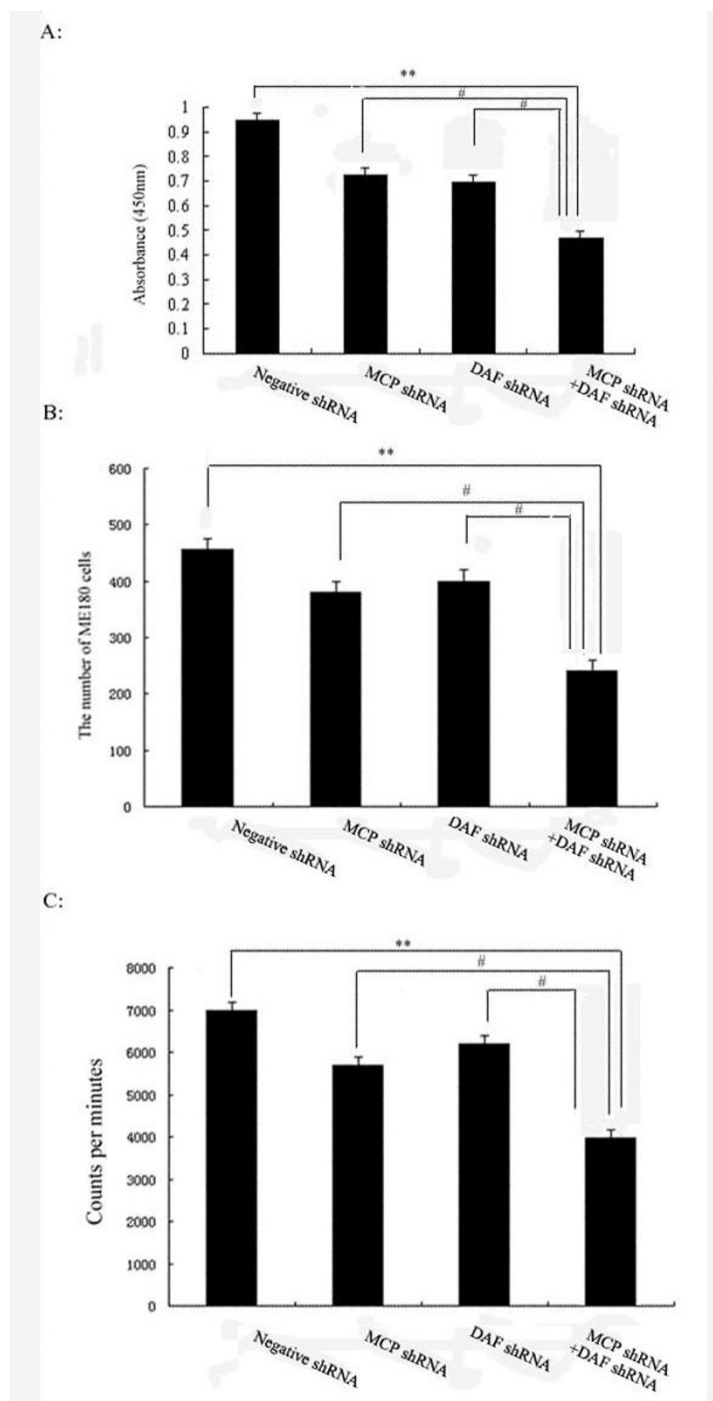 A:
**
#
#
Absorbance (450nm)
1
0.9
0.8
0.7
0.6
0.5
0.4
0.3
0.2
0.1
0
Negative shRNA
MCP shRNA
DAF shRNA
MCP shRNA
+DAF shRNA
B:
**
#
#
The number of ME180 cells
600
500
400
300
200
100
0
Negative shRNA
MCP shRNA
DAF shRNA
MCP shRNA
+DAF shRNA
C:
**
#
#
Counts per minutes
8000
7000
6000
5000
4000
3000
2000
1000
0
Negative shRNA
MCP shRNA
DAF shRNA
MCP shRNA
+DAF shRNA